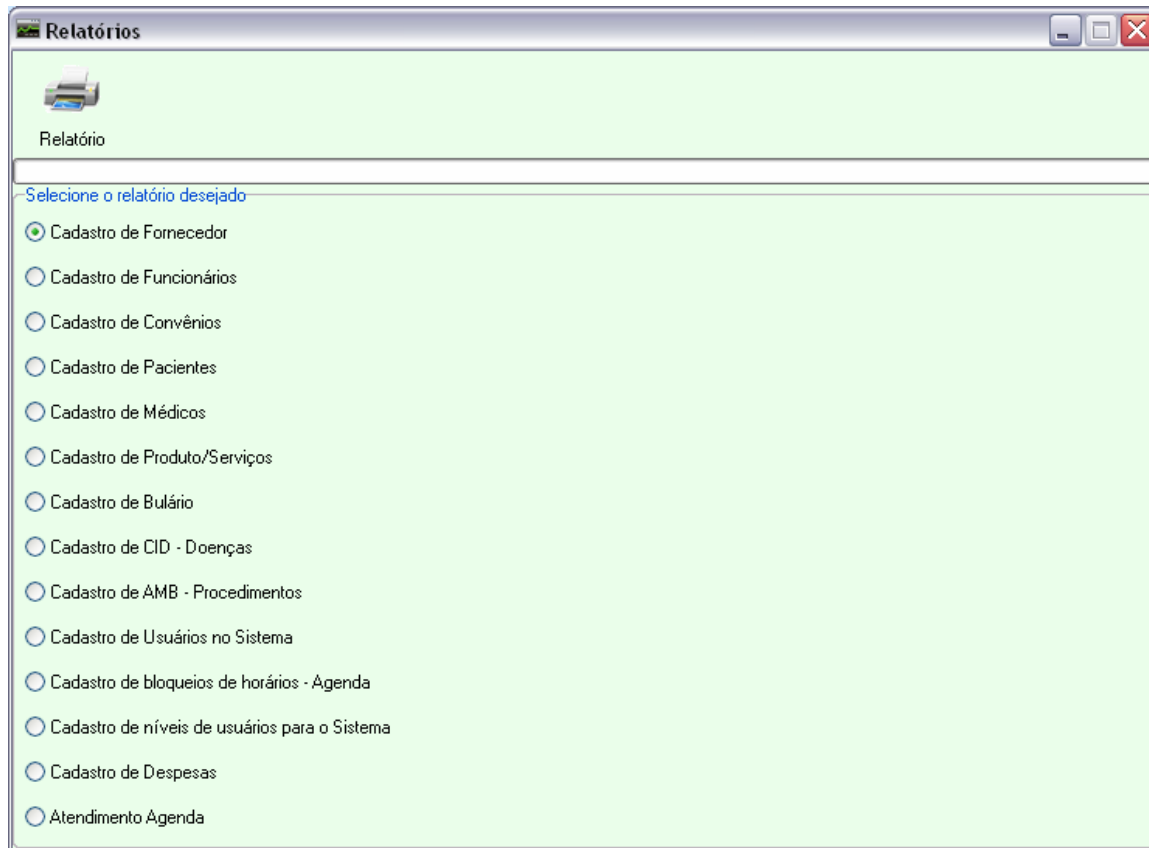 Relatórios
Relatório
Selecione o relatório desejado
Cadastro de Fornecedor
Cadastro de Funcionários
Cadastro de Convênios
Cadastro de Pacientes
Cadastro de Médicos
Cadastro de Produto/Serviços
Cadastro de Bulário
Cadastro de CID - Doenças
Cadastro de AMB - Procedimentos
Cadastro de Usuários no Sistema
Cadastro de bloqueios de horários - Agenda
Cadastro de níveis de usuários para o Sistema
Cadastro de Despesas
Atendimento Agenda